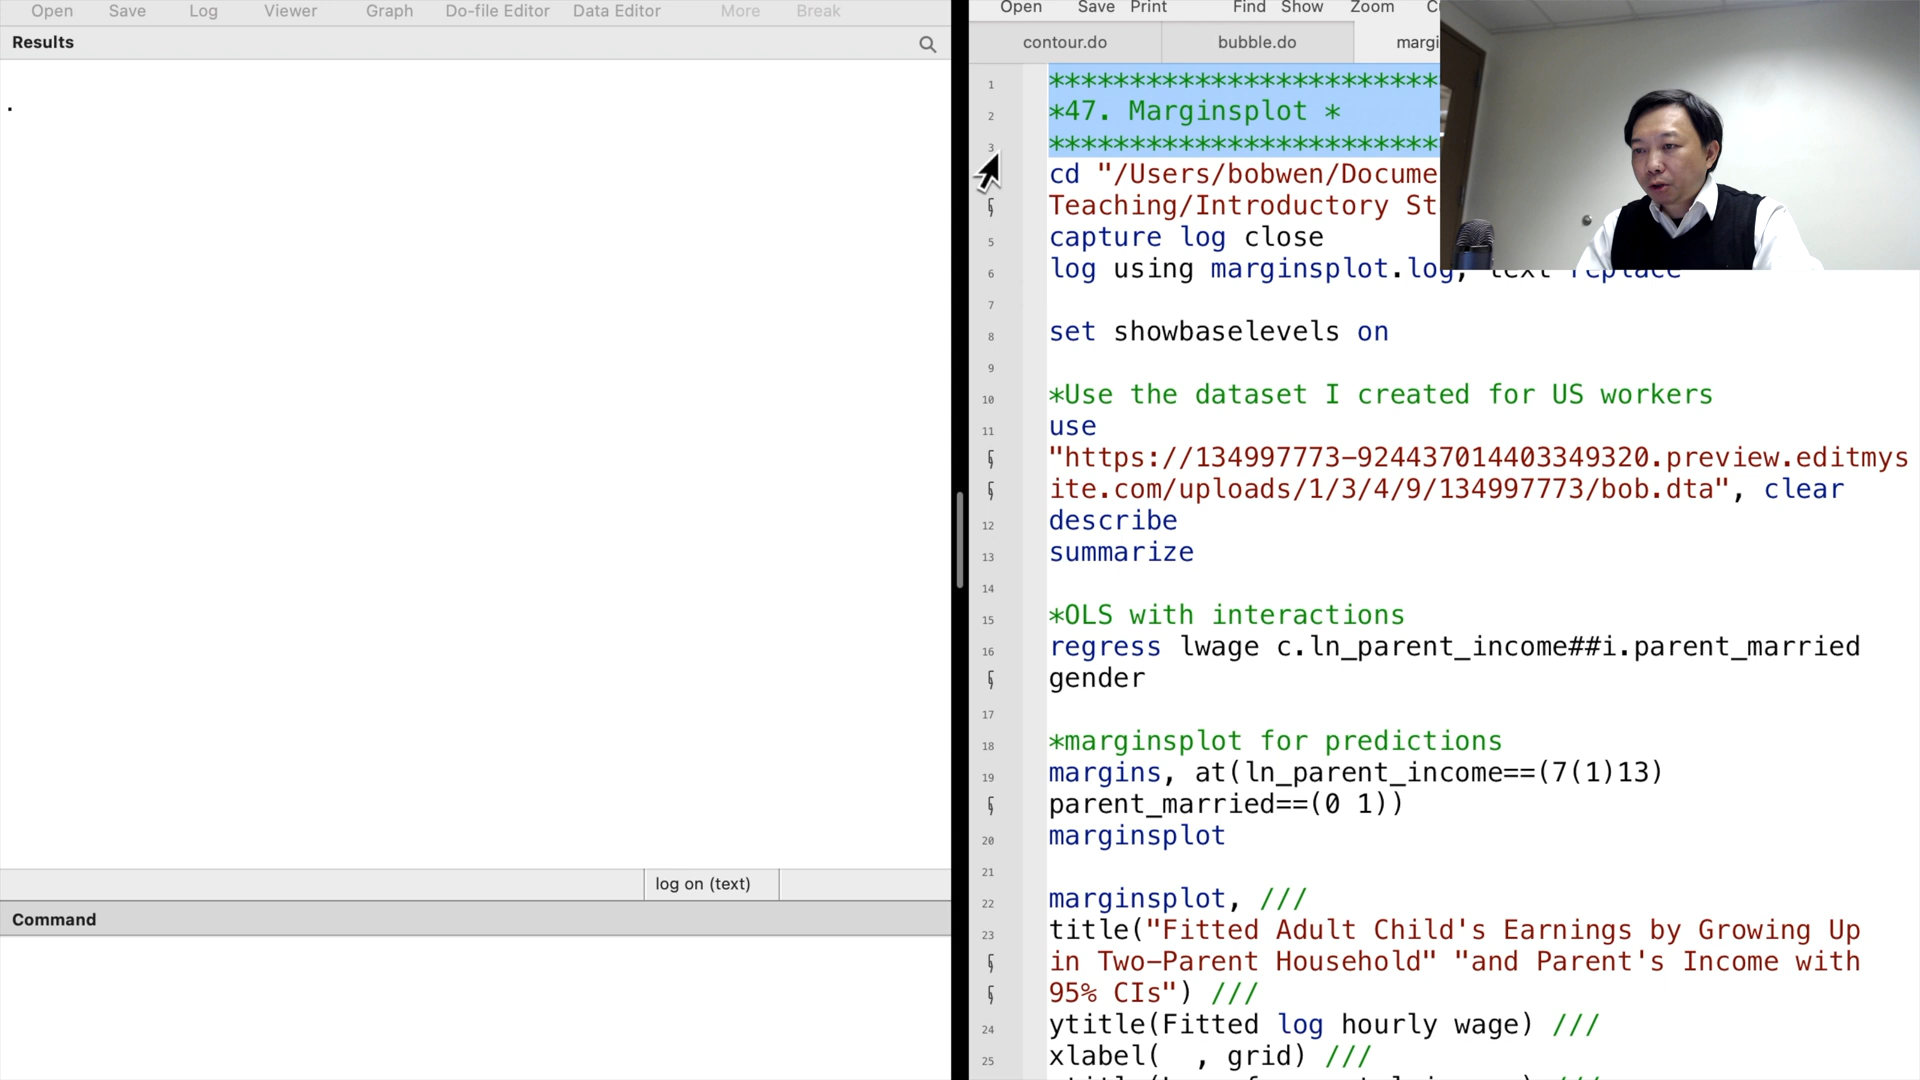 Open Save Log Viewer Graph Do-file Editor Data Editor More Break
Results
.
log on (text)
Command
Open Save Print Find Show Zoom
contour.do bubble.do margi
1 **************************
2 *47. Marginsplot *
3 **************************
cd "/Users/bobwen/Docume
Teaching/Introductory St
5 capture log close
6 log using marginsplot.log, text replace
7
8 set showbaselevels on
9
10 *Use the dataset I created for US workers
11 use
"https://134997773-924437014403349320.preview.editmys
ite.com/uploads/1/3/4/9/134997773/bob.dta", clear
12 describe
13 summarize
14
15 *OLS with interactions
16 regress lwage c.ln_parent_income##i.parent_married
gender
17
18 *marginsplot for predictions
19 margins, at(ln_parent_income==(7(1)13)
parent_married==(0 1))
20 marginsplot
21
22 marginsplot, ///
23 title("Fitted Adult Child's Earnings by Growing Up
in Two-Parent Household" "and Parent's Income with
95% CIs") ///
24 ytitle(Fitted log hourly wage) ///
25 xlabel( , grid) ///